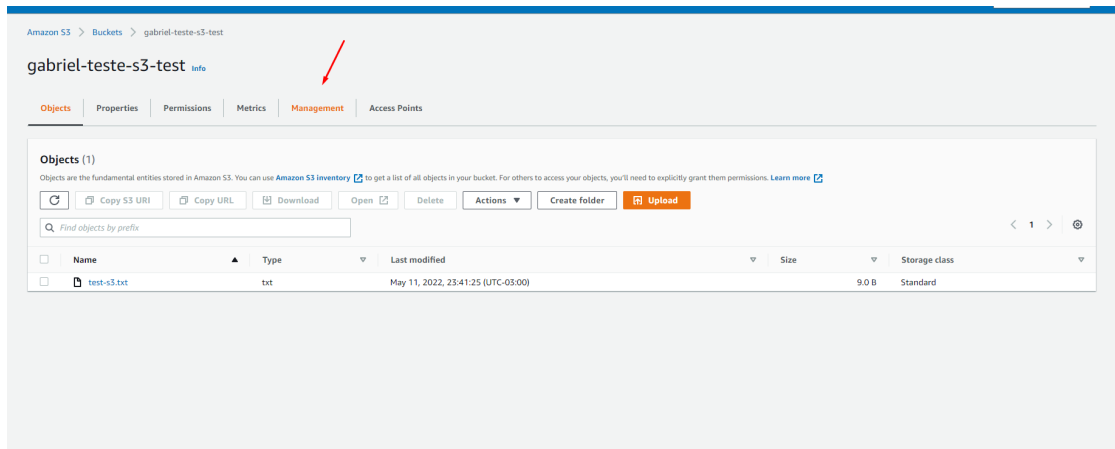 Amazon S3 > Buckets > gabriel-teste-s3-test
gabriel-teste-s3-test Info
Objects Properties Permissions Metrics Management Access Points
Objects (1)
Objects are the fundamental entities stored in Amazon S3. You can use Amazon S3 inventory to get a list of all objects in your bucket. For others to access your objects, you'll need to explicitly grant them permissions. Learn more
Copy S3 URI Copy URL Download Open Delete Actions Create folder Upload
Find objects by prefix < 1 >
Name Type Last modified Size Storage class
test-s3.txt txt May 11, 2022, 23:41:25 (UTC-03:00) 9.0 B Standard